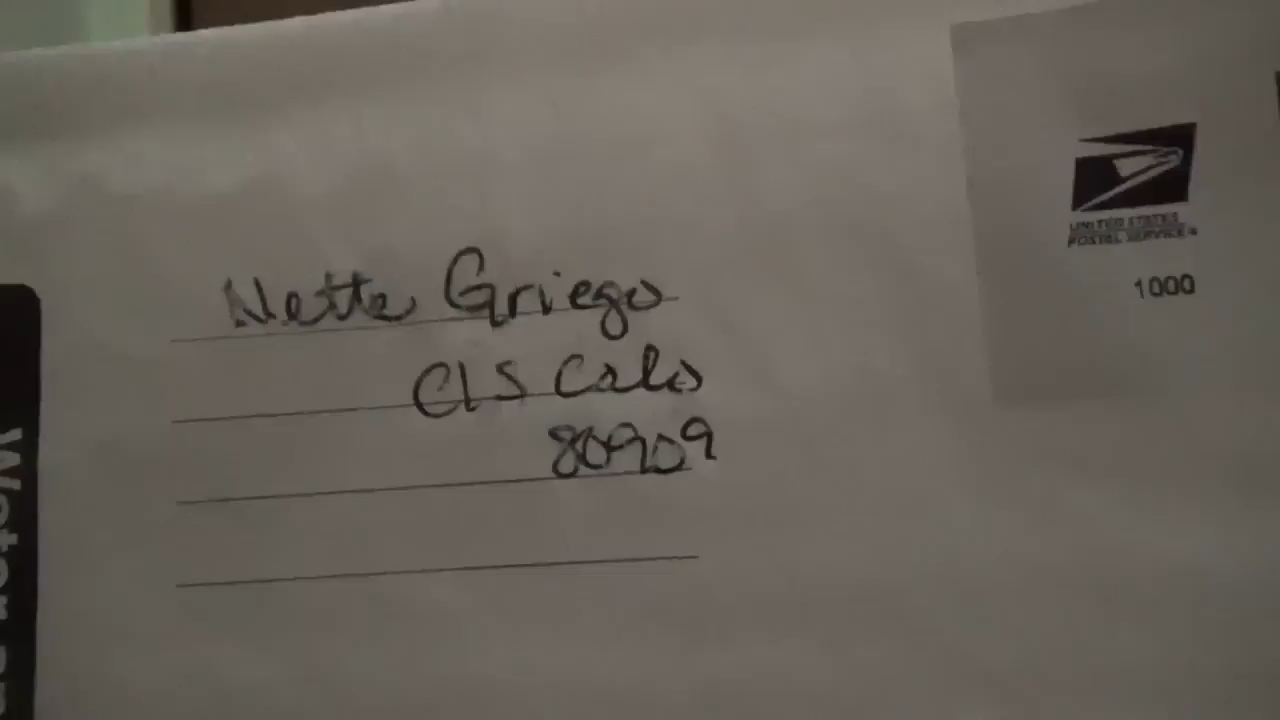 Nette Griego
C/S Colo
80909
UNITED STATES
POSTAL SERVICE
1000